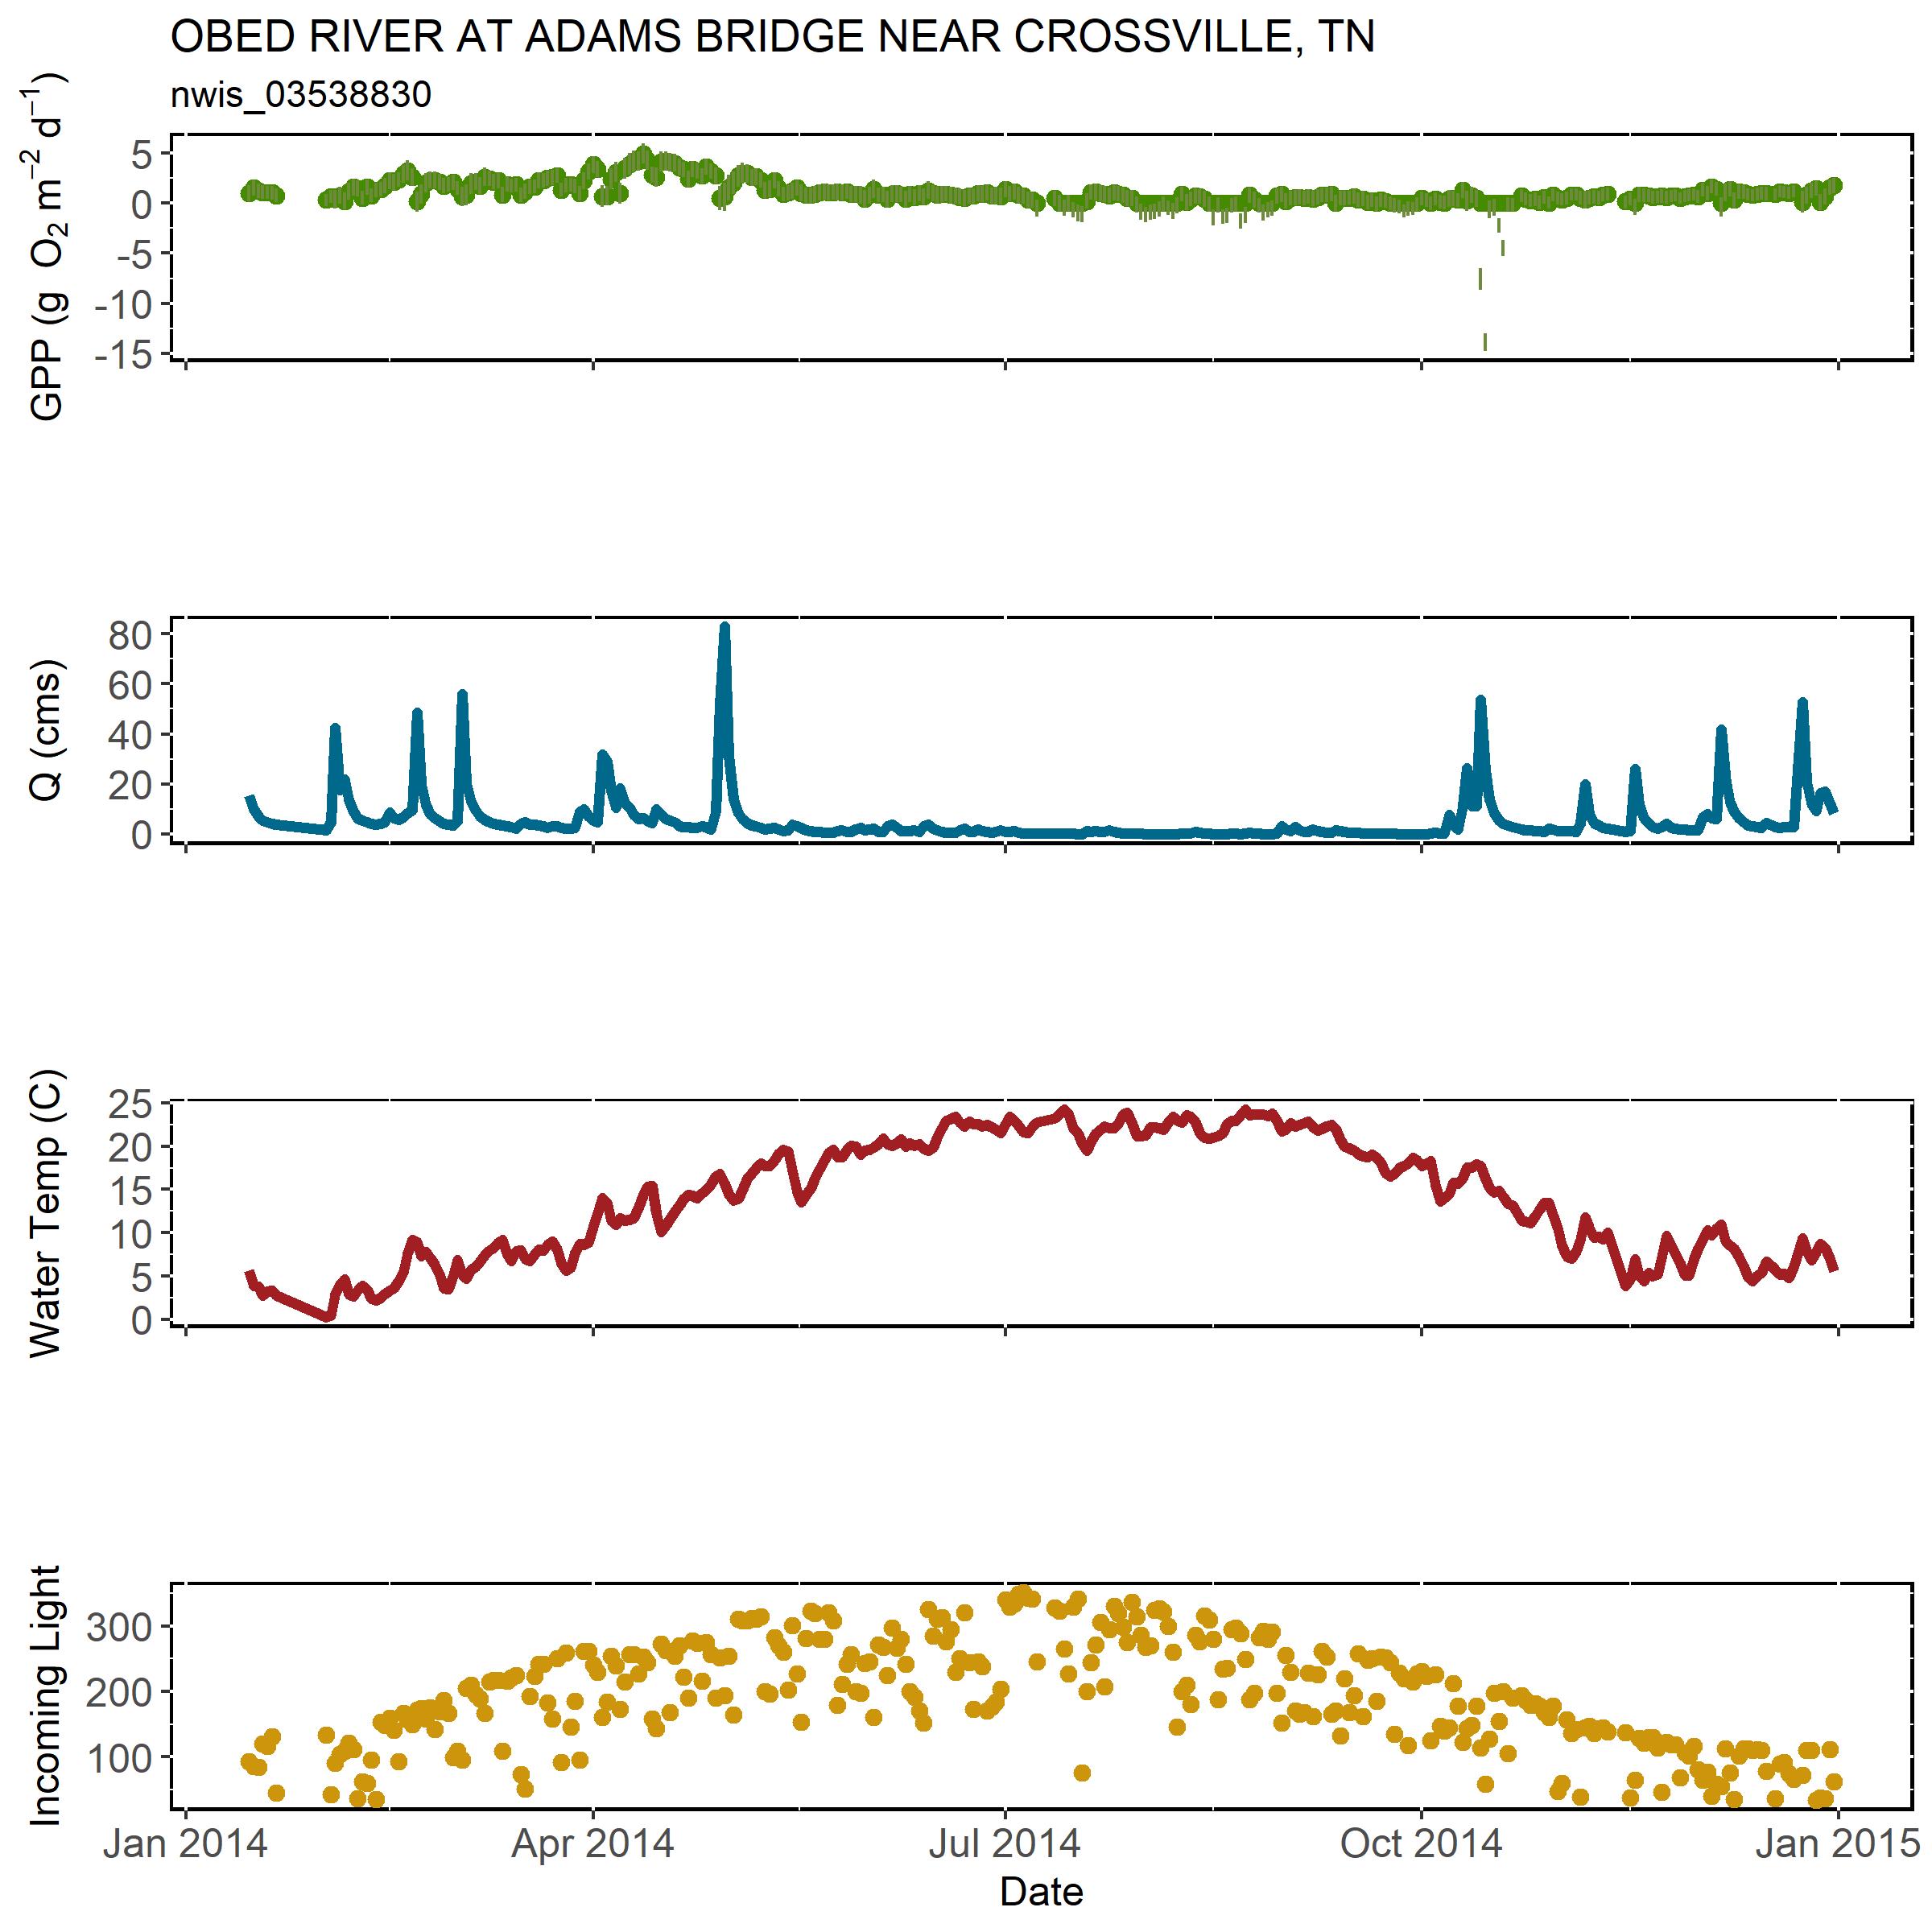 OBED RIVER AT ADAMS BRIDGE NEAR CROSSVILLE, TN
nwis_03538830
GPP (g O₂ m⁻² d⁻¹)
5
0
-5
-10
-15
Q (cms)
80
60
40
20
0
Water Temp (C)
25
20
15
10
5
0
Incoming Light
300
200
100
Jan 2014
Apr 2014
Jul 2014
Oct 2014
Jan 2015
Date